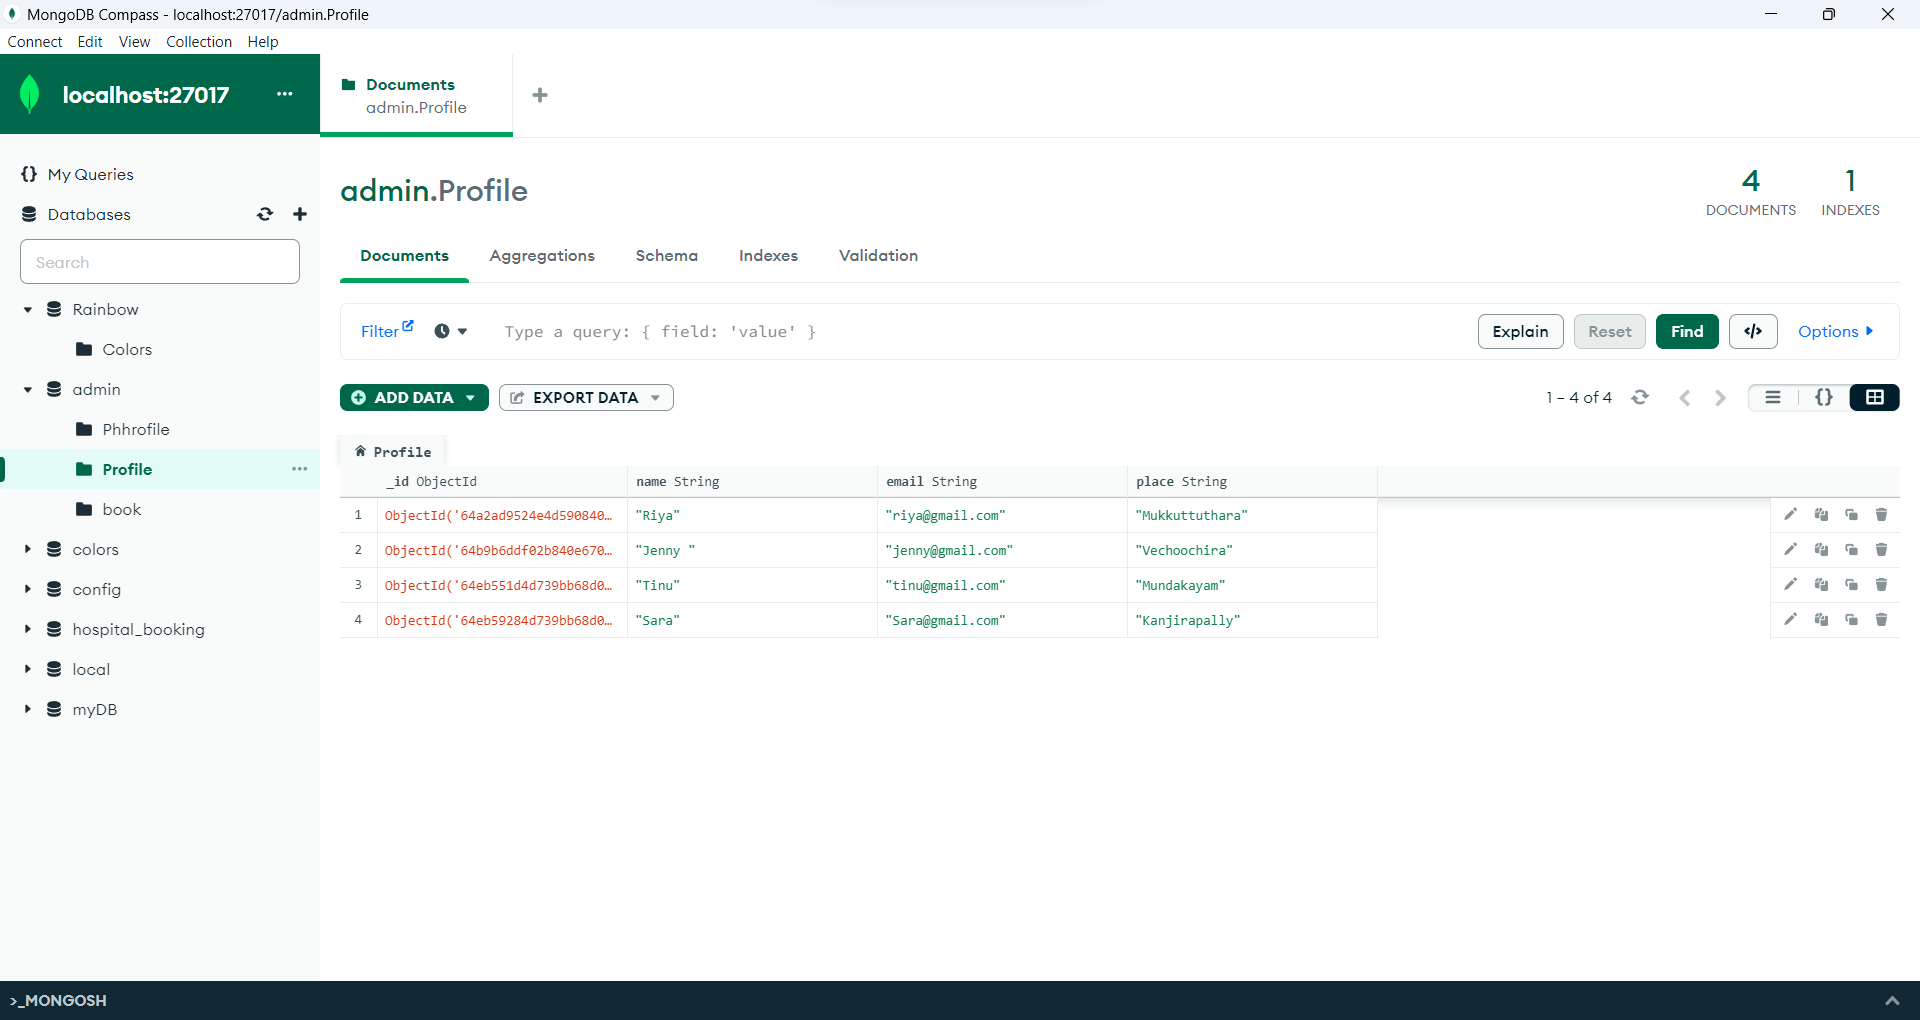 MongoDB Compass - localhost:27017/admin.Profile
Connect Edit View Collection Help
localhost:27017 ...
Documents
admin.Profile
{} My Queries
Databases
Search
Rainbow
Colors
admin
Phhrofile
Profile ...
book
colors
config
hospital_booking
local
myDB
admin.Profile
4 DOCUMENTS
1 INDEXES
Documents Aggregations Schema Indexes Validation
Filter Type a query: { field: 'value' } Explain Reset Find </> Options
ADD DATA EXPORT DATA 1 – 4 of 4 {}
Profile
_id ObjectId name String email String place String
1 ObjectId('64a2ad9524e4d590840… "Riya" "riya@gmail.com" "Mukkuttuthara"
2 ObjectId('64b9b6ddf02b840e670… "Jenny " "jenny@gmail.com" "Vechoochira"
3 ObjectId('64eb551d4d739bb68d0… "Tinu" "tinu@gmail.com" "Mundakayam"
4 ObjectId('64eb59284d739bb68d0… "Sara" "Sara@gmail.com" "Kanjirapally"
>_MONGOSH